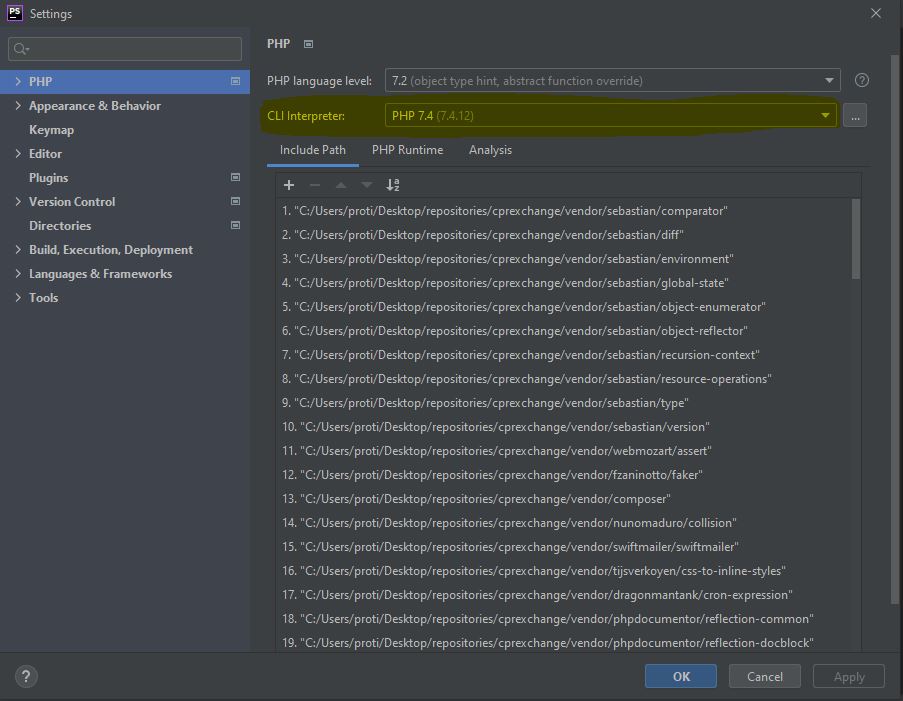 PS Settings
PHP
PHP language level: 7.2 (object type hint, abstract function override) ?
CLI Interpreter: PHP 7.4 (7.4.12) ...
Include Path PHP Runtime Analysis
PHP
Appearance & Behavior
Keymap
Editor
Plugins
Version Control
Directories
Build, Execution, Deployment
Languages & Frameworks
Tools
1. "C:/Users/proti/Desktop/repositories/cprexchange/vendor/sebastian/comparator"
2. "C:/Users/proti/Desktop/repositories/cprexchange/vendor/sebastian/diff"
3. "C:/Users/proti/Desktop/repositories/cprexchange/vendor/sebastian/environment"
4. "C:/Users/proti/Desktop/repositories/cprexchange/vendor/sebastian/global-state"
5. "C:/Users/proti/Desktop/repositories/cprexchange/vendor/sebastian/object-enumerator"
6. "C:/Users/proti/Desktop/repositories/cprexchange/vendor/sebastian/object-reflector"
7. "C:/Users/proti/Desktop/repositories/cprexchange/vendor/sebastian/recursion-context"
8. "C:/Users/proti/Desktop/repositories/cprexchange/vendor/sebastian/resource-operations"
9. "C:/Users/proti/Desktop/repositories/cprexchange/vendor/sebastian/type"
10. "C:/Users/proti/Desktop/repositories/cprexchange/vendor/sebastian/version"
11. "C:/Users/proti/Desktop/repositories/cprexchange/vendor/webmozart/assert"
12. "C:/Users/proti/Desktop/repositories/cprexchange/vendor/fzaninotto/faker"
13. "C:/Users/proti/Desktop/repositories/cprexchange/vendor/composer"
14. "C:/Users/proti/Desktop/repositories/cprexchange/vendor/nunomaduro/collision"
15. "C:/Users/proti/Desktop/repositories/cprexchange/vendor/swiftmailer/swiftmailer"
16. "C:/Users/proti/Desktop/repositories/cprexchange/vendor/tijsverkoyen/css-to-inline-styles"
17. "C:/Users/proti/Desktop/repositories/cprexchange/vendor/dragonmantank/cron-expression"
18. "C:/Users/proti/Desktop/repositories/cprexchange/vendor/phpdocumentor/reflection-common"
19. "C:/Users/proti/Desktop/repositories/cprexchange/vendor/phpdocumentor/reflection-docblock"
? OK Cancel Apply